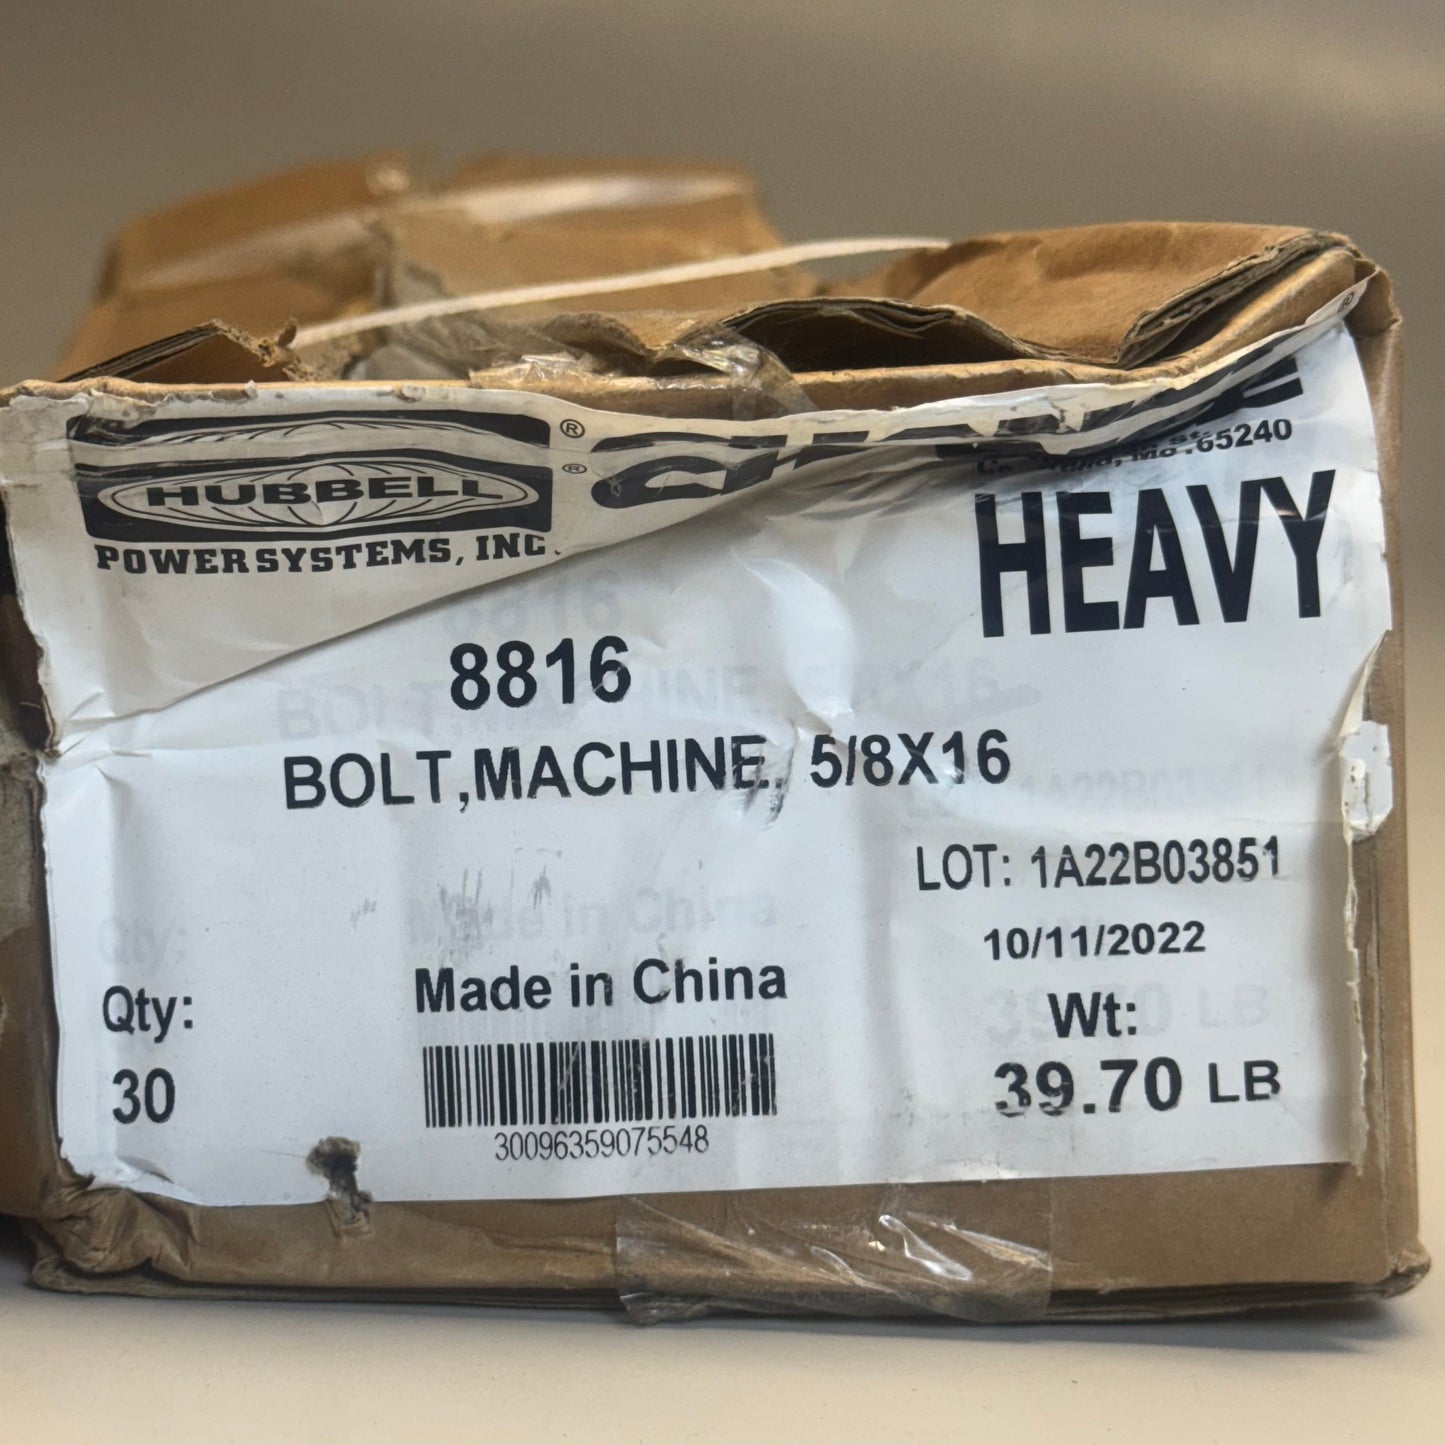 ®
HUBBELL ®
POWER SYSTEMS, INC.
65240
HEAVY
8816
BOLT,MACHINE, 5/8X16
LOT: 1A22B03851
10/11/2022
Made in China
Qty:
30
Wt:
39.70 LB
30096359075548